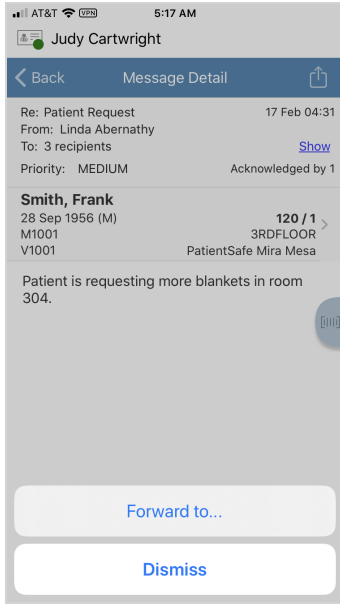 AT&T VPN 5:17 AM
Judy Cartwright
Back Message Detail
Re: Patient Request 17 Feb 04:31
From: Linda Abernathy
To: 3 recipients Show
Priority: MEDIUM Acknowledged by 1
Smith, Frank
28 Sep 1956 (M) 120 / 1
M1001 3RDFLOOR
V1001 PatientSafe Mira Mesa
Patient is requesting more blankets in room
304.
Forward to...
Dismiss